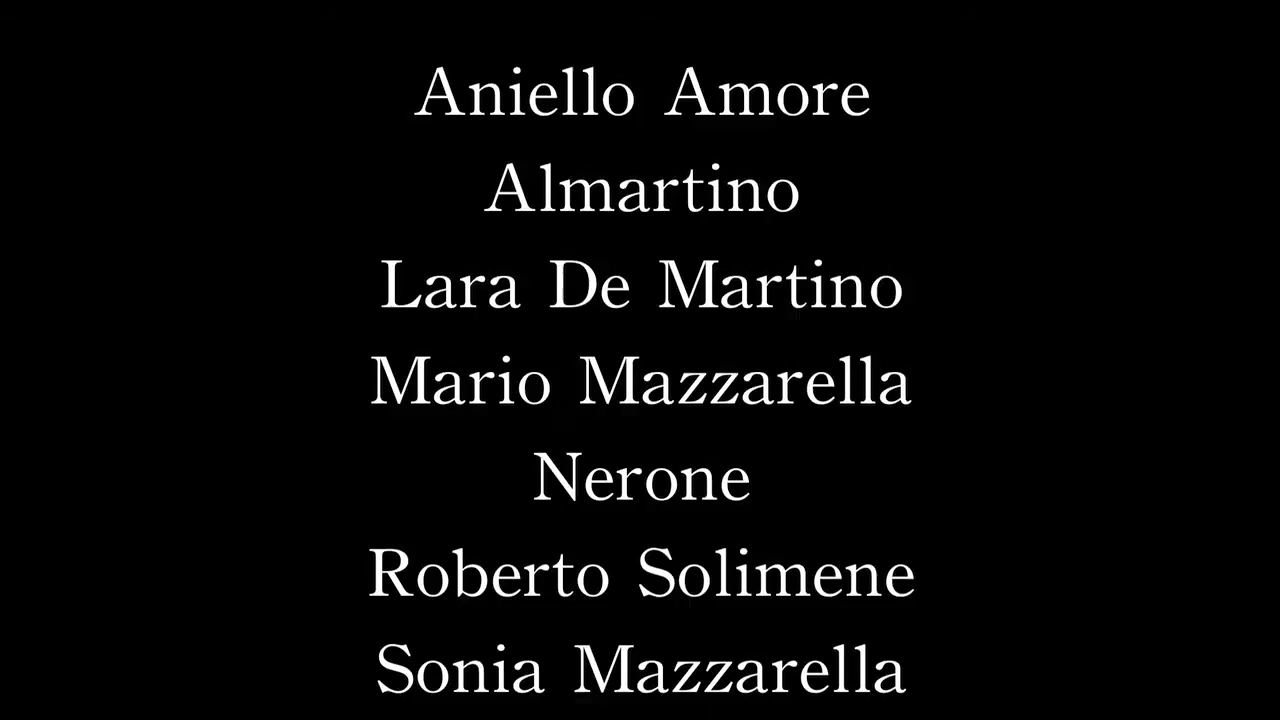 Aniello Amore
Almartino
Lara De Martino
Mario Mazzarella
Nerone
Roberto Solimene
Sonia Mazzarella